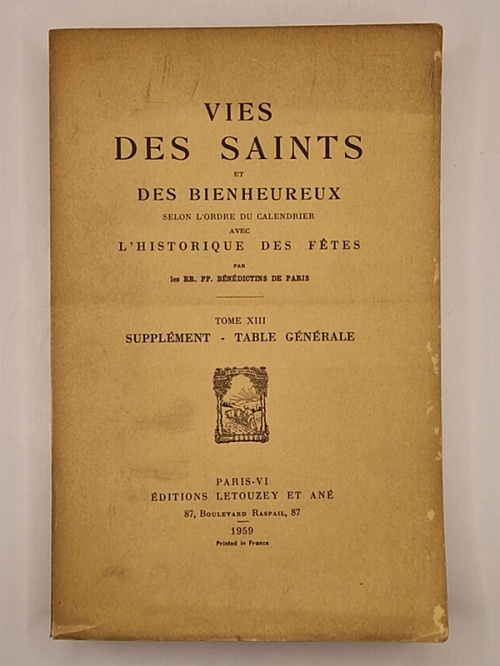 VIES
DES SAINTS
ET
DES BIENHEUREUX
SELON L'ORDRE DU CALENDRIER
AVEC
L'HISTORIQUE DES FÊTES
PAR
les RR. PP. BÉNÉDICTINS DE PARIS
TOME XIII
SUPPLÉMENT - TABLE GÉNÉRALE
PARIS-VI
ÉDITIONS LETOUZEY ET ANÉ
87, BOULEVARD RASPAIL, 87
1959
Printed in France